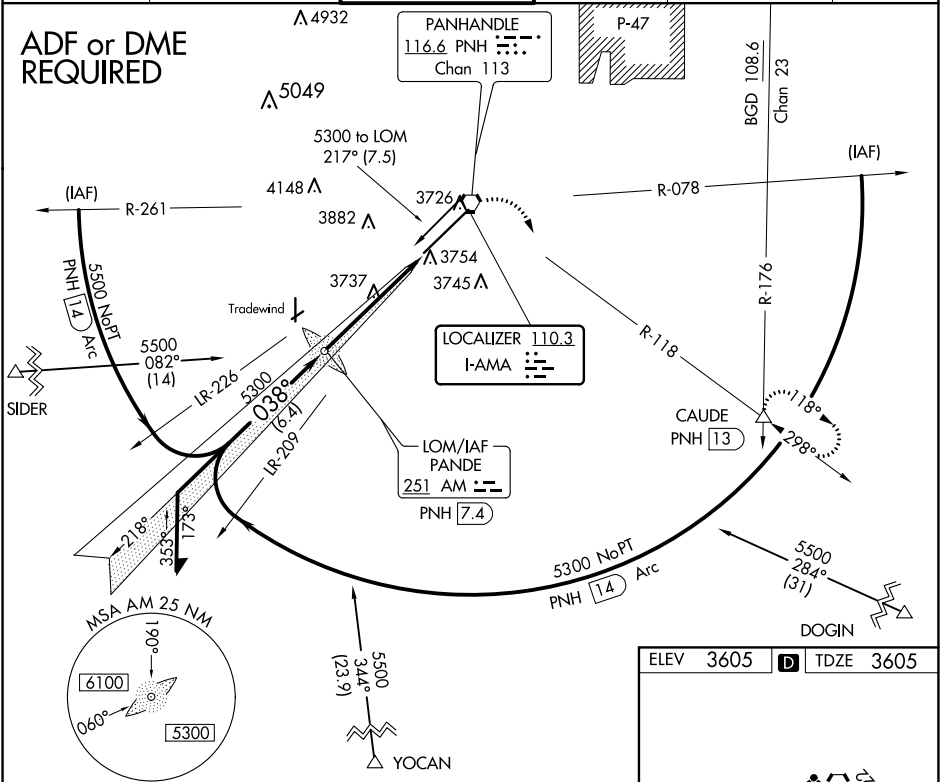 ADF or DME
REQUIRED
4932
PANHANDLE
116.6 PNH
Chan 113
P-47
BGD 108.6
Chan 23
5049
5300 to LOM
217° (7.5)
(IAF)
R-261
4148
3882
3726
R-078
(IAF)
3754
3745
3737
Tradewind
5500 NoPT
PNH 14 Arc
5500
082°
(14)
SIDER
LR-226
5300
038°
(6.4)
LR-209
LOCALIZER 110.3
I-AMA
R-118
R-176
CAUDE
PNH 13
118°
298°
LOM/IAF
PANDE
251 AM
PNH 7.4
218°
353°
173°
5300 NoPT
PNH 14 Arc
5500
284°
(31)
DOGIN
MSA AM 25 NM
190°
6100
060°
5300
5500
344°
(23.9)
YOCAN
ELEV 3605 D TDZE 3605